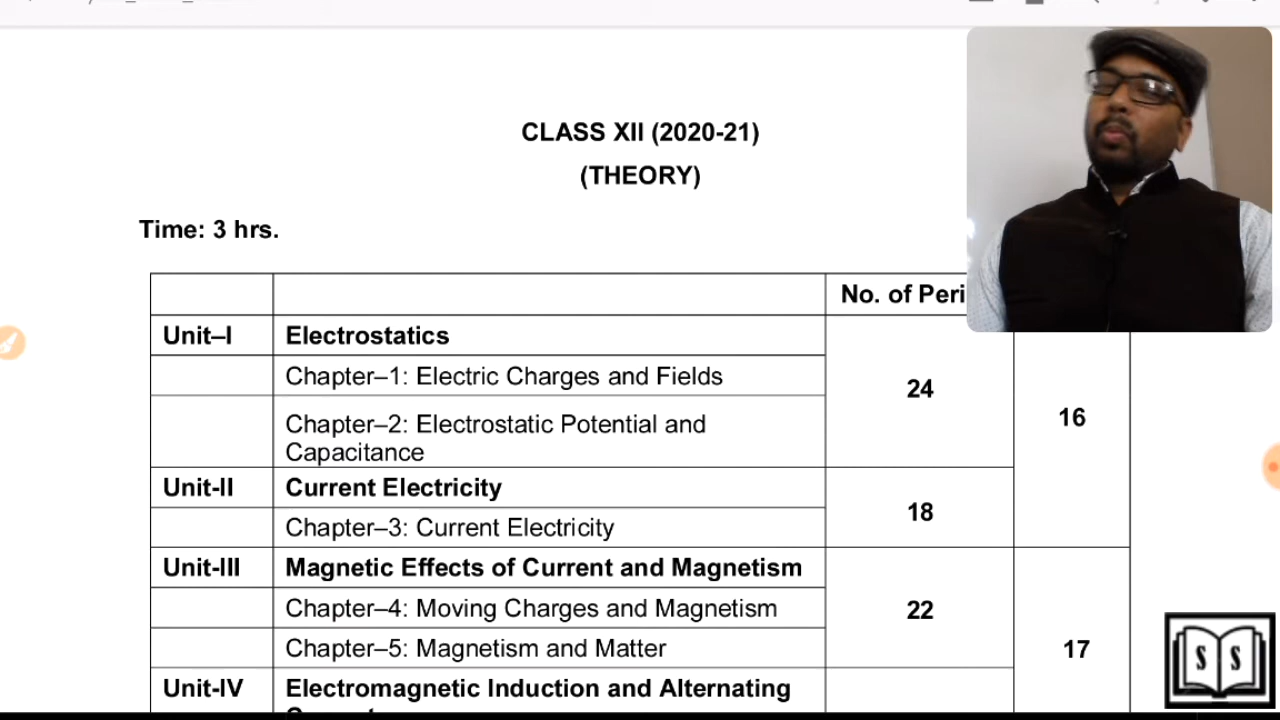 CLASS XII (2020-21)
(THEORY)
Time: 3 hrs.
No. of Peri
Unit–I Electrostatics
Chapter–1: Electric Charges and Fields
24
Chapter–2: Electrostatic Potential and
Capacitance
16
Unit-II Current Electricity
Chapter–3: Current Electricity
18
Unit-III Magnetic Effects of Current and Magnetism
Chapter–4: Moving Charges and Magnetism
22
Chapter–5: Magnetism and Matter
17
Unit-IV Electromagnetic Induction and Alternating
S S